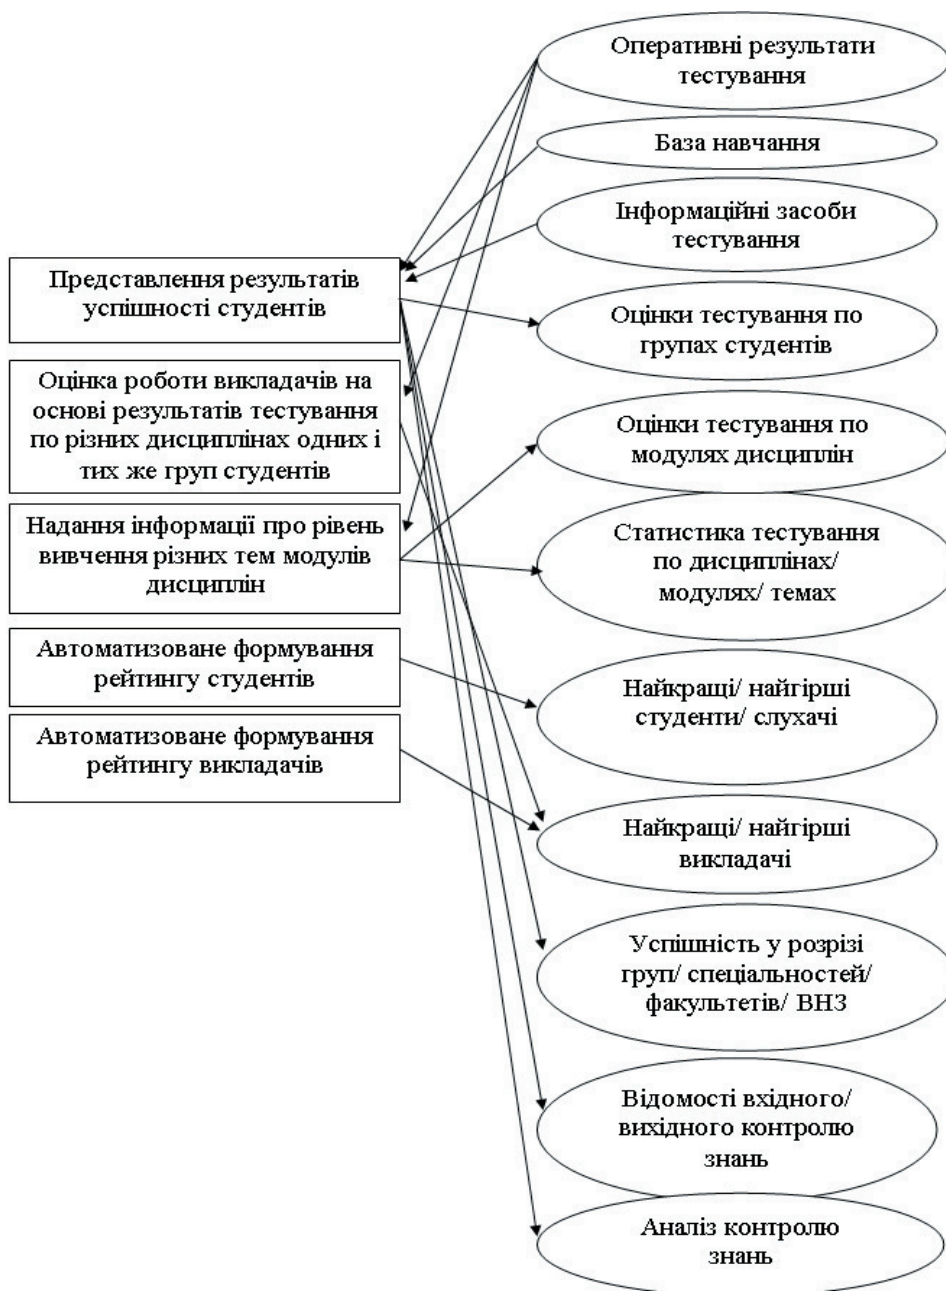 Оперативні результати
тестування
База навчання
Інформаційні засоби
тестування
Представлення результатів
успішності студентів
Оцінки тестування по
групах студентів
Оцінка роботи викладачів на
основі результатів тестування
по різних дисциплінах одних і
тих же груп студентів
Оцінки тестування по
модулях дисциплін
Надання інформації про рівень
вивчення різних тем модулів
дисциплін
Статистика тестування
по дисциплінах/
модулях/ темах
Автоматизоване формування
рейтингу студентів
Найкращі/ найгірші
студенти/ слухачі
Автоматизоване формування
рейтингу викладачів
Найкращі/ найгірші
викладачі
Успішність у розрізі
груп/ спеціальностей/
факультетів/ ВНЗ
Відомості вхідного/
вихідного контролю
знань
Аналіз контролю
знань